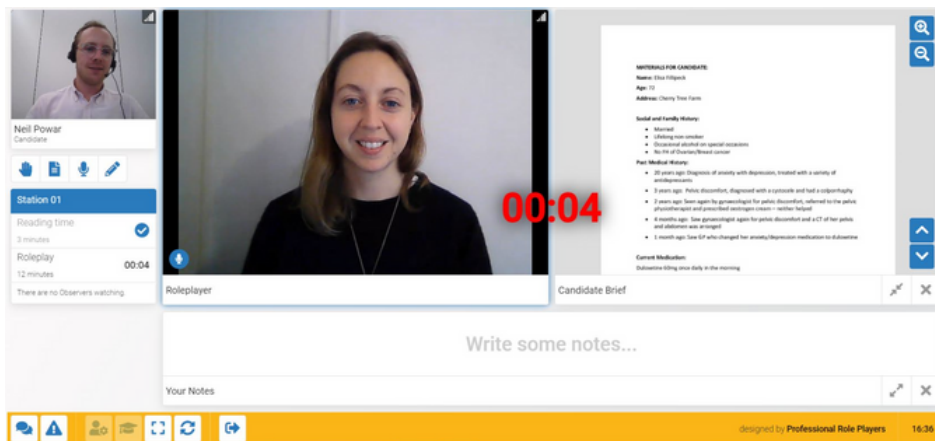 Neil Powar
Candidate
Station 01
Reading time
3 minutes
Roleplay
12 minutes
00:04
There are no Observers watching
Roleplayer
00:04
MATERIALS FOR CANDIDATE:
Name: Elisa Fillipeck
Age: 72
Address: Cherry Tree Farm
Social and Family History:
• Married
• Lifelong non smoker
• Occasional alcohol on special occasions
• No FH of Ovarian/Breast cancer
Past Medical History:
• 20 years ago: Diagnosis of anxiety with depression, treated with a variety of
antidepressants
• 3 years ago: Pelvic discomfort, diagnosed with a cystocele and had a colporrhaphy
• 2 years ago: Seen again by gynaecologist for pelvic discomfort, referred to the pelvic
physiotherapist and prescribed oestrogen cream – neither helped
• 4 months ago: Saw gynaecologist again for pelvic discomfort and a CT of her pelvis
and abdomen was arranged
• 1 month ago: Saw GP who changed her anxiety/depression medication to duloxetine
Current Medication:
Duloxetine 60mg once daily in the morning
Candidate Brief
Write some notes...
Your Notes
designed by Professional Role Players
16:36